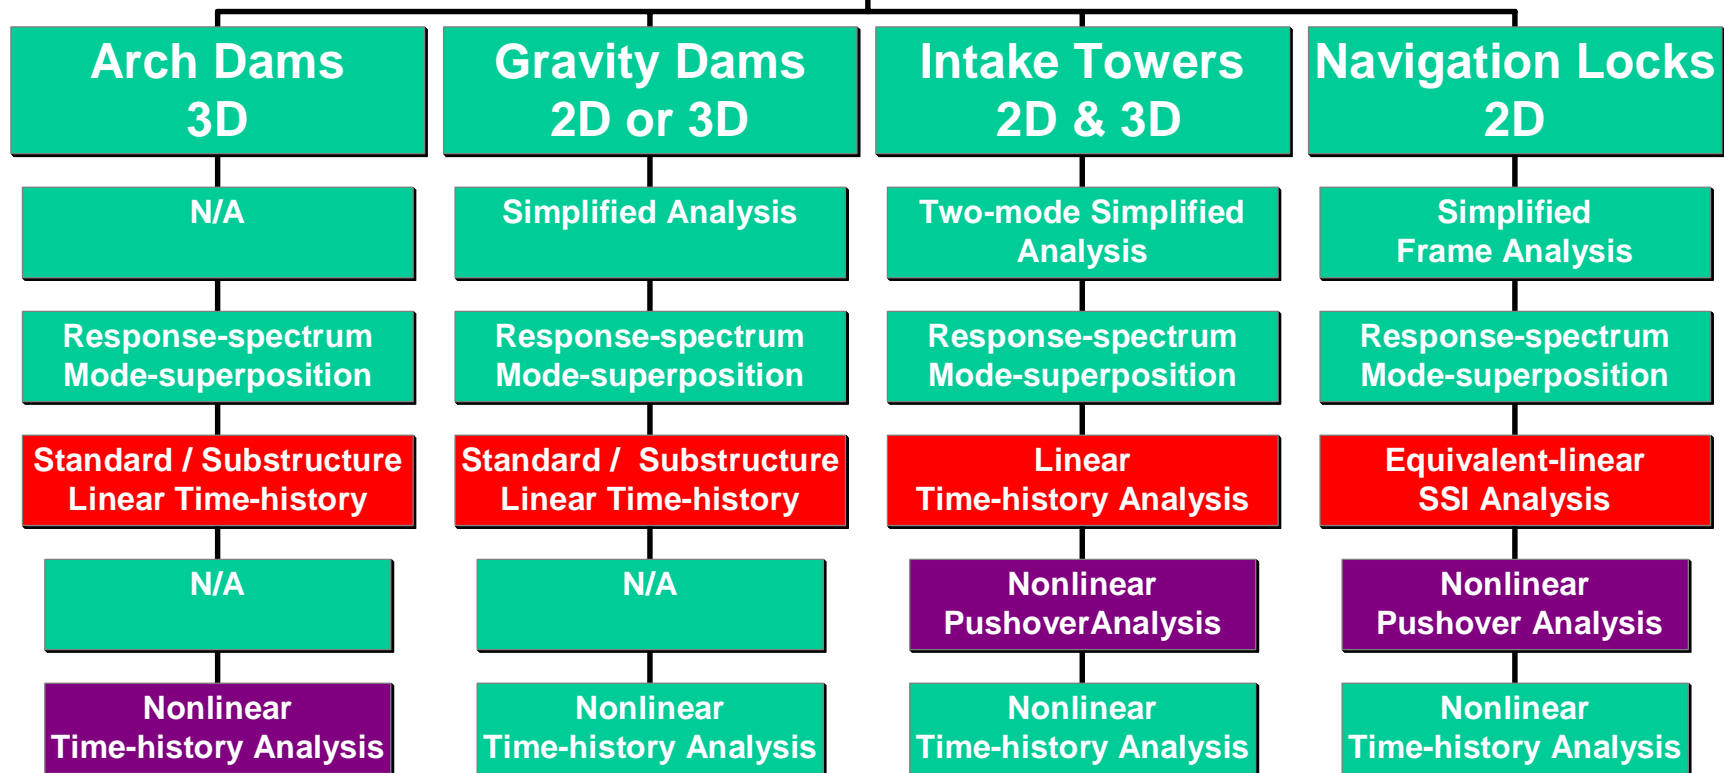 Arch Dams
3D
Gravity Dams
2D or 3D
Intake Towers
2D & 3D
Navigation Locks
2D
N/A
Simplified Analysis
Two-mode Simplified
Analysis
Simplified
Frame Analysis
Response-spectrum
Mode-superposition
Response-spectrum
Mode-superposition
Response-spectrum
Mode-superposition
Response-spectrum
Mode-superposition
Standard / Substructure
Linear Time-history
Standard / Substructure
Linear Time-history
Linear
Time-history Analysis
Equivalent-linear
SSI Analysis
N/A
N/A
Nonlinear
PushoverAnalysis
Nonlinear
Pushover Analysis
Nonlinear
Time-history Analysis
Nonlinear
Time-history Analysis
Nonlinear
Time-history Analysis
Nonlinear
Time-history Analysis